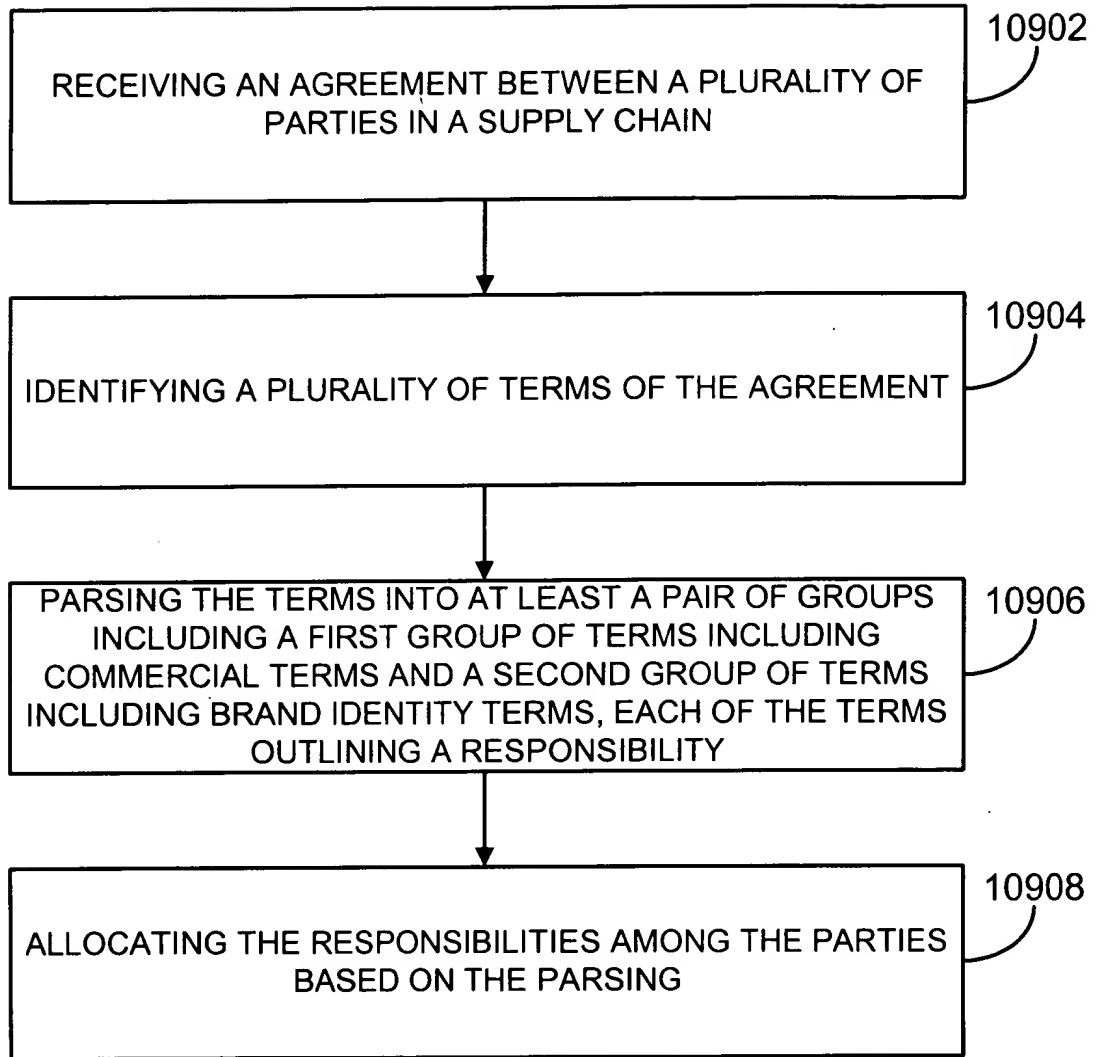 10902
RECEIVING AN AGREEMENT BETWEEN A PLURALITY OF
PARTIES IN A SUPPLY CHAIN
10904
IDENTIFYING A PLURALITY OF TERMS OF THE AGREEMENT
10906
PARSING THE TERMS INTO AT LEAST A PAIR OF GROUPS
INCLUDING A FIRST GROUP OF TERMS INCLUDING
COMMERCIAL TERMS AND A SECOND GROUP OF TERMS
INCLUDING BRAND IDENTITY TERMS, EACH OF THE TERMS
OUTLINING A RESPONSIBILITY
10908
ALLOCATING THE RESPONSIBILITIES AMONG THE PARTIES
BASED ON THE PARSING